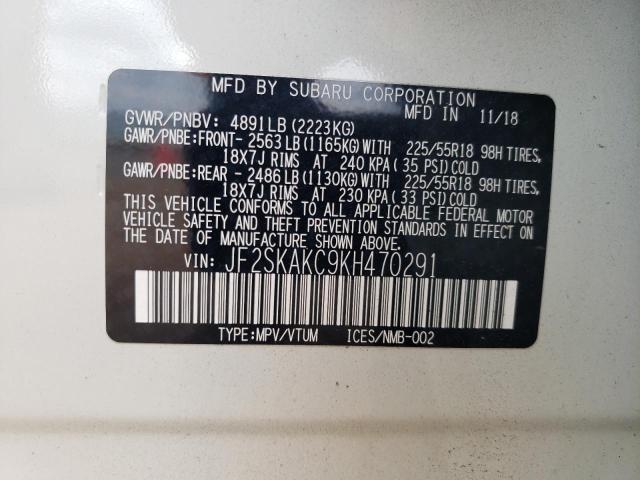 MFD BY SUBARU CORPORATION
GVWR/PNBV: 4891LB(2223KG) MFD IN 11/18
GAWR/PNBE:FRONT- 2563LB(1165KG)WITH 225/55R18 98H TIRES,
18X7J RIMS AT 240 KPA( 35 PSI)COLD
GAWR/PNBE:REAR - 2486LB(1130KG)WITH 225/55R18 98H TIRES,
18X7J RIMS AT 230 KPA( 33 PSI)COLD
THIS VEHICLE CONFORMS TO ALL APPLICABLE FEDERAL MOTOR
VEHICLE SAFETY AND THEFT PREVENTION STANDARDS IN EFFECT ON
THE DATE OF MANUFACTURE SHOWN ABOVE.
VIN: JF2SKAKC9KH470291
TYPE:MPV/VTUM ICES/NMB-002